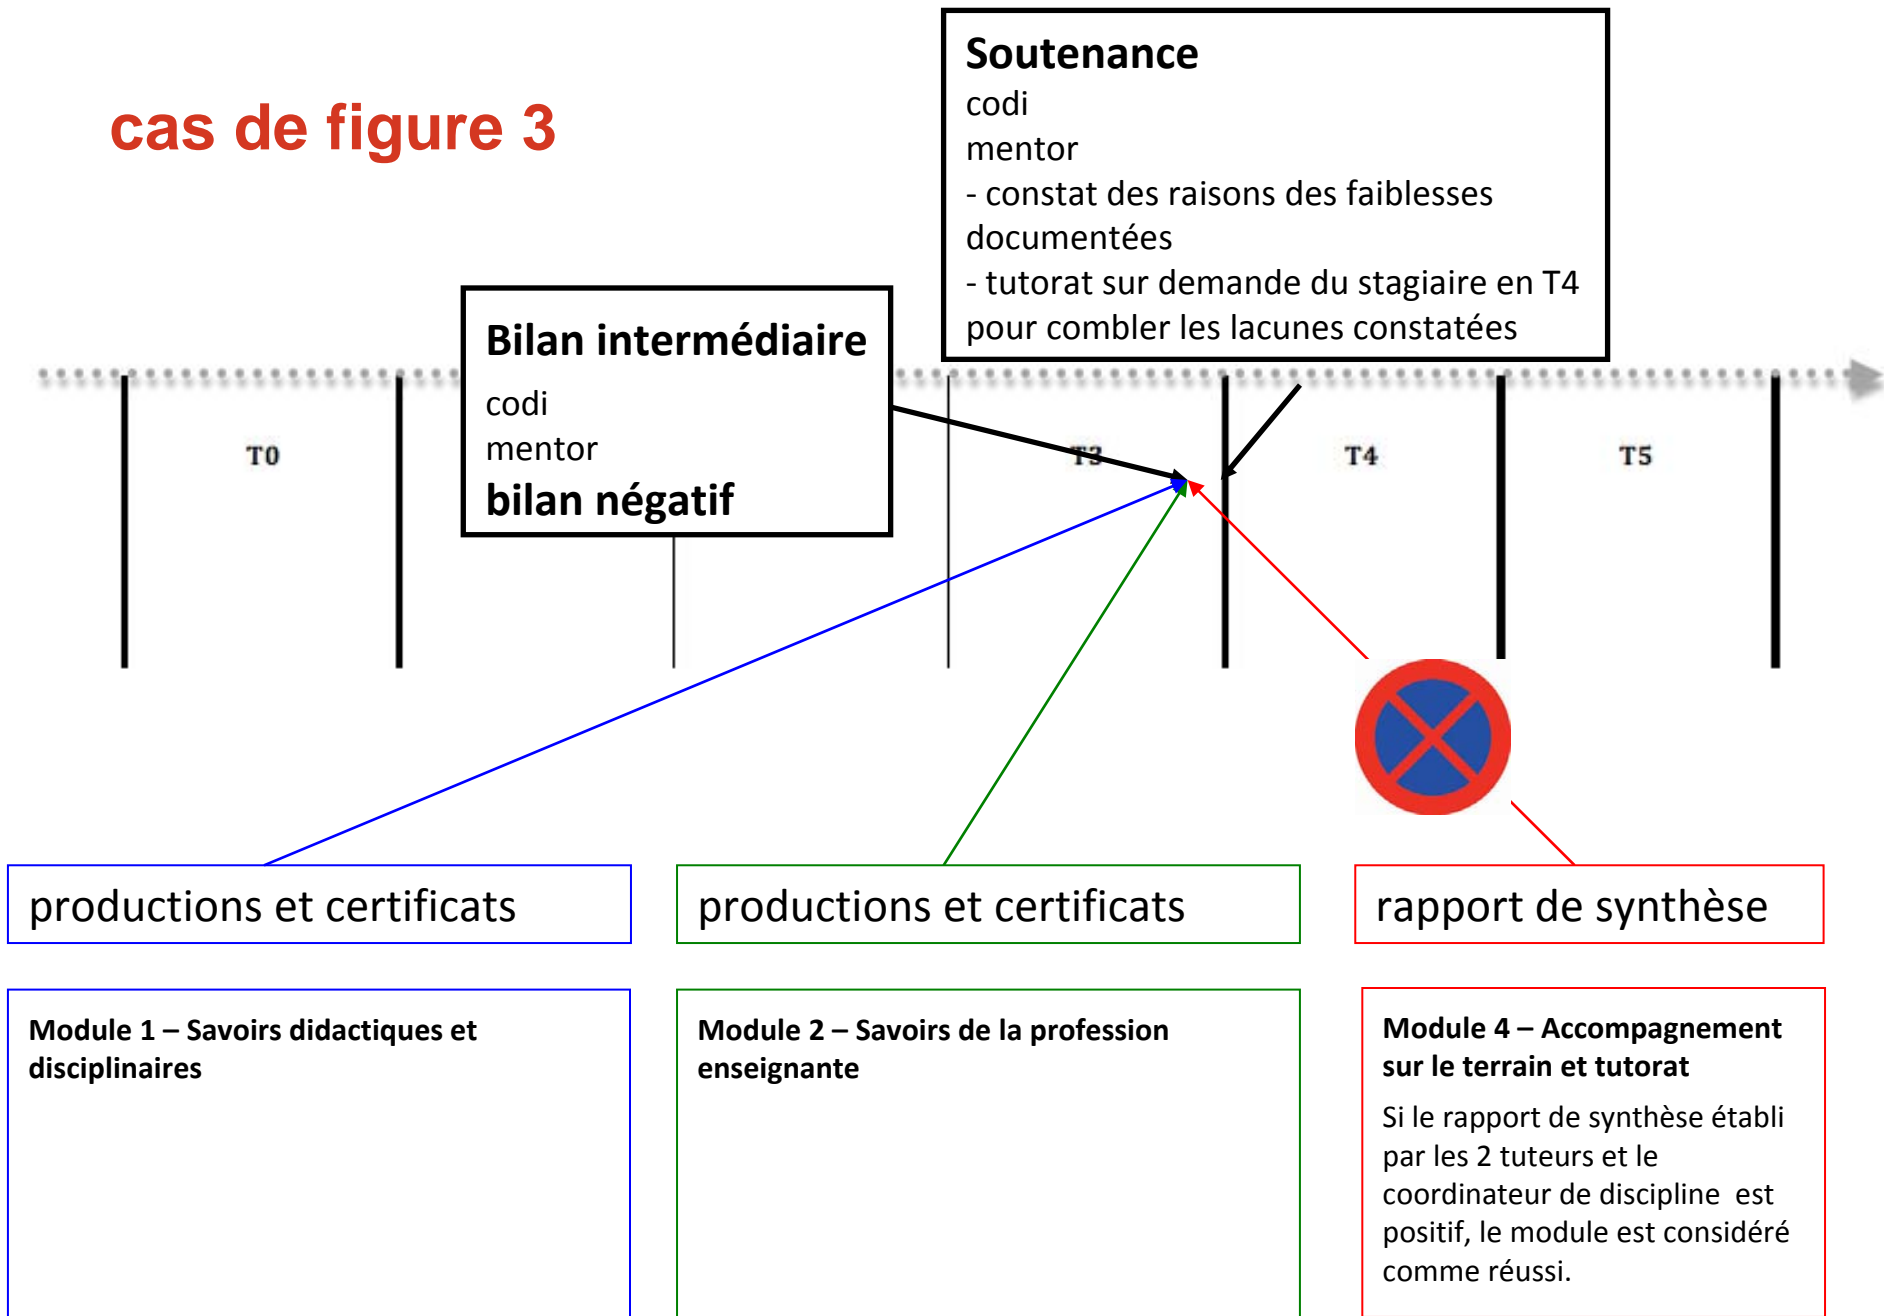 cas de figure 3
Soutenance
codi
mentor
- constat des raisons des faiblesses
documentées
- tutorat sur demande du stagiaire en T4
pour combler les lacunes constatées
Bilan intermédiaire
codi
mentor
bilan négatif
T0
T3
T4
T5
productions et certificats
productions et certificats
rapport de synthèse
Module 1 – Savoirs didactiques et
disciplinaires
Module 2 – Savoirs de la profession
enseignante
Module 4 – Accompagnement
sur le terrain et tutorat
Si le rapport de synthèse établi
par les 2 tuteurs et le
coordinateur de discipline  est
positif, le module est considéré
comme réussi.